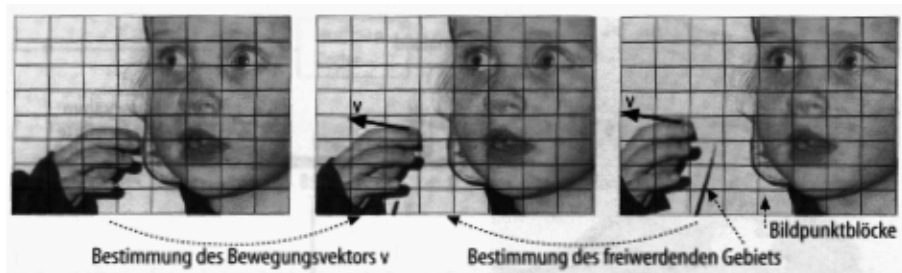 v
v
Bildpunktblöcke
Bestimmung des Bewegungsvektors v
Bestimmung des freiwerdenden Gebiets